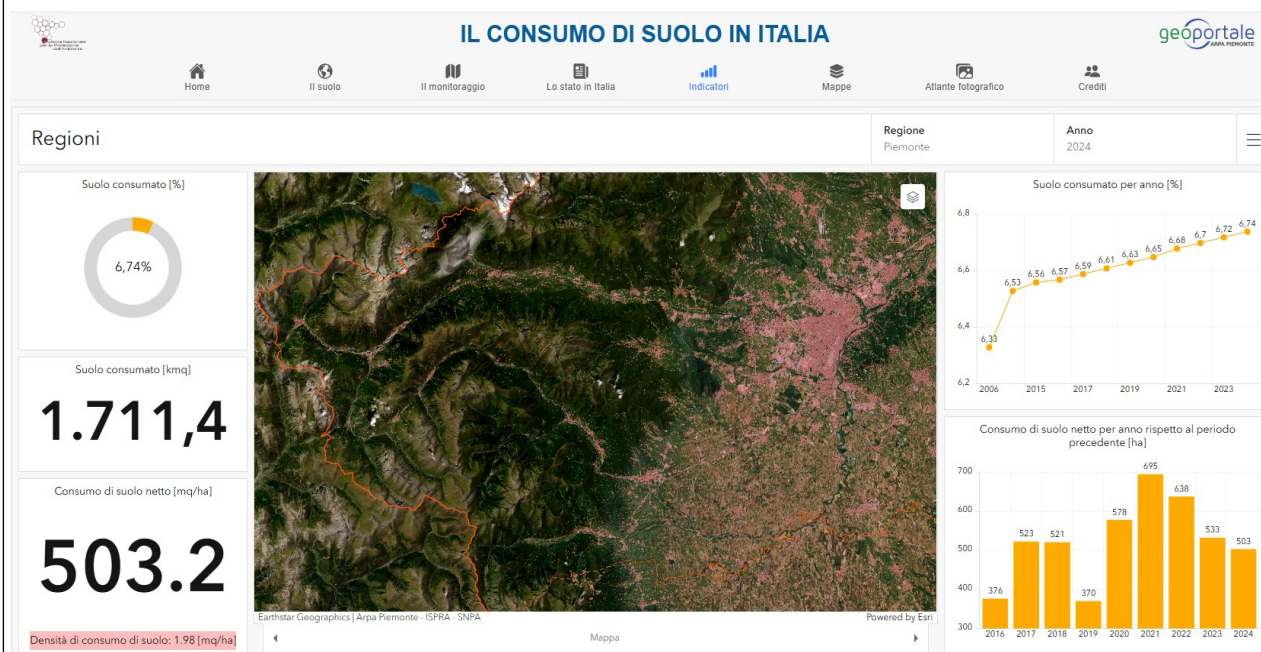 IL CONSUMO DI SUOLO IN ITALIA
geoportale
ARPA PIEMONTE
Home
Il suolo
Il monitoraggio
Lo stato in Italia
Indicatori
Mappe
Atlante fotografico
Crediti
Regioni
Regione
Piemonte
Anno
2024
Suolo consumato [%]
6,74%
Suolo consumato [kmq]
1.711,4
Consumo di suolo netto [mq/ha]
503.2
Densità di consumo di suolo: 1.98 [mq/ha]
Earthstar Geographics | Arpa Piemonte - ISPRA - SNPA
Powered by Esri
Mappa
Suolo consumato per anno [%]
6,8
6,6
6,4
6,2
6,33
6,53
6,56
6,57
6,59
6,61
6,63
6,65
6,68
6,7
6,72
6,74
2006 2015 2017 2019 2021 2023
Consumo di suolo netto per anno rispetto al periodo
precedente [ha]
700
600
500
400
300
376
523
521
370
578
695
638
533
503
2016 2017 2018 2019 2020 2021 2022 2023 2024